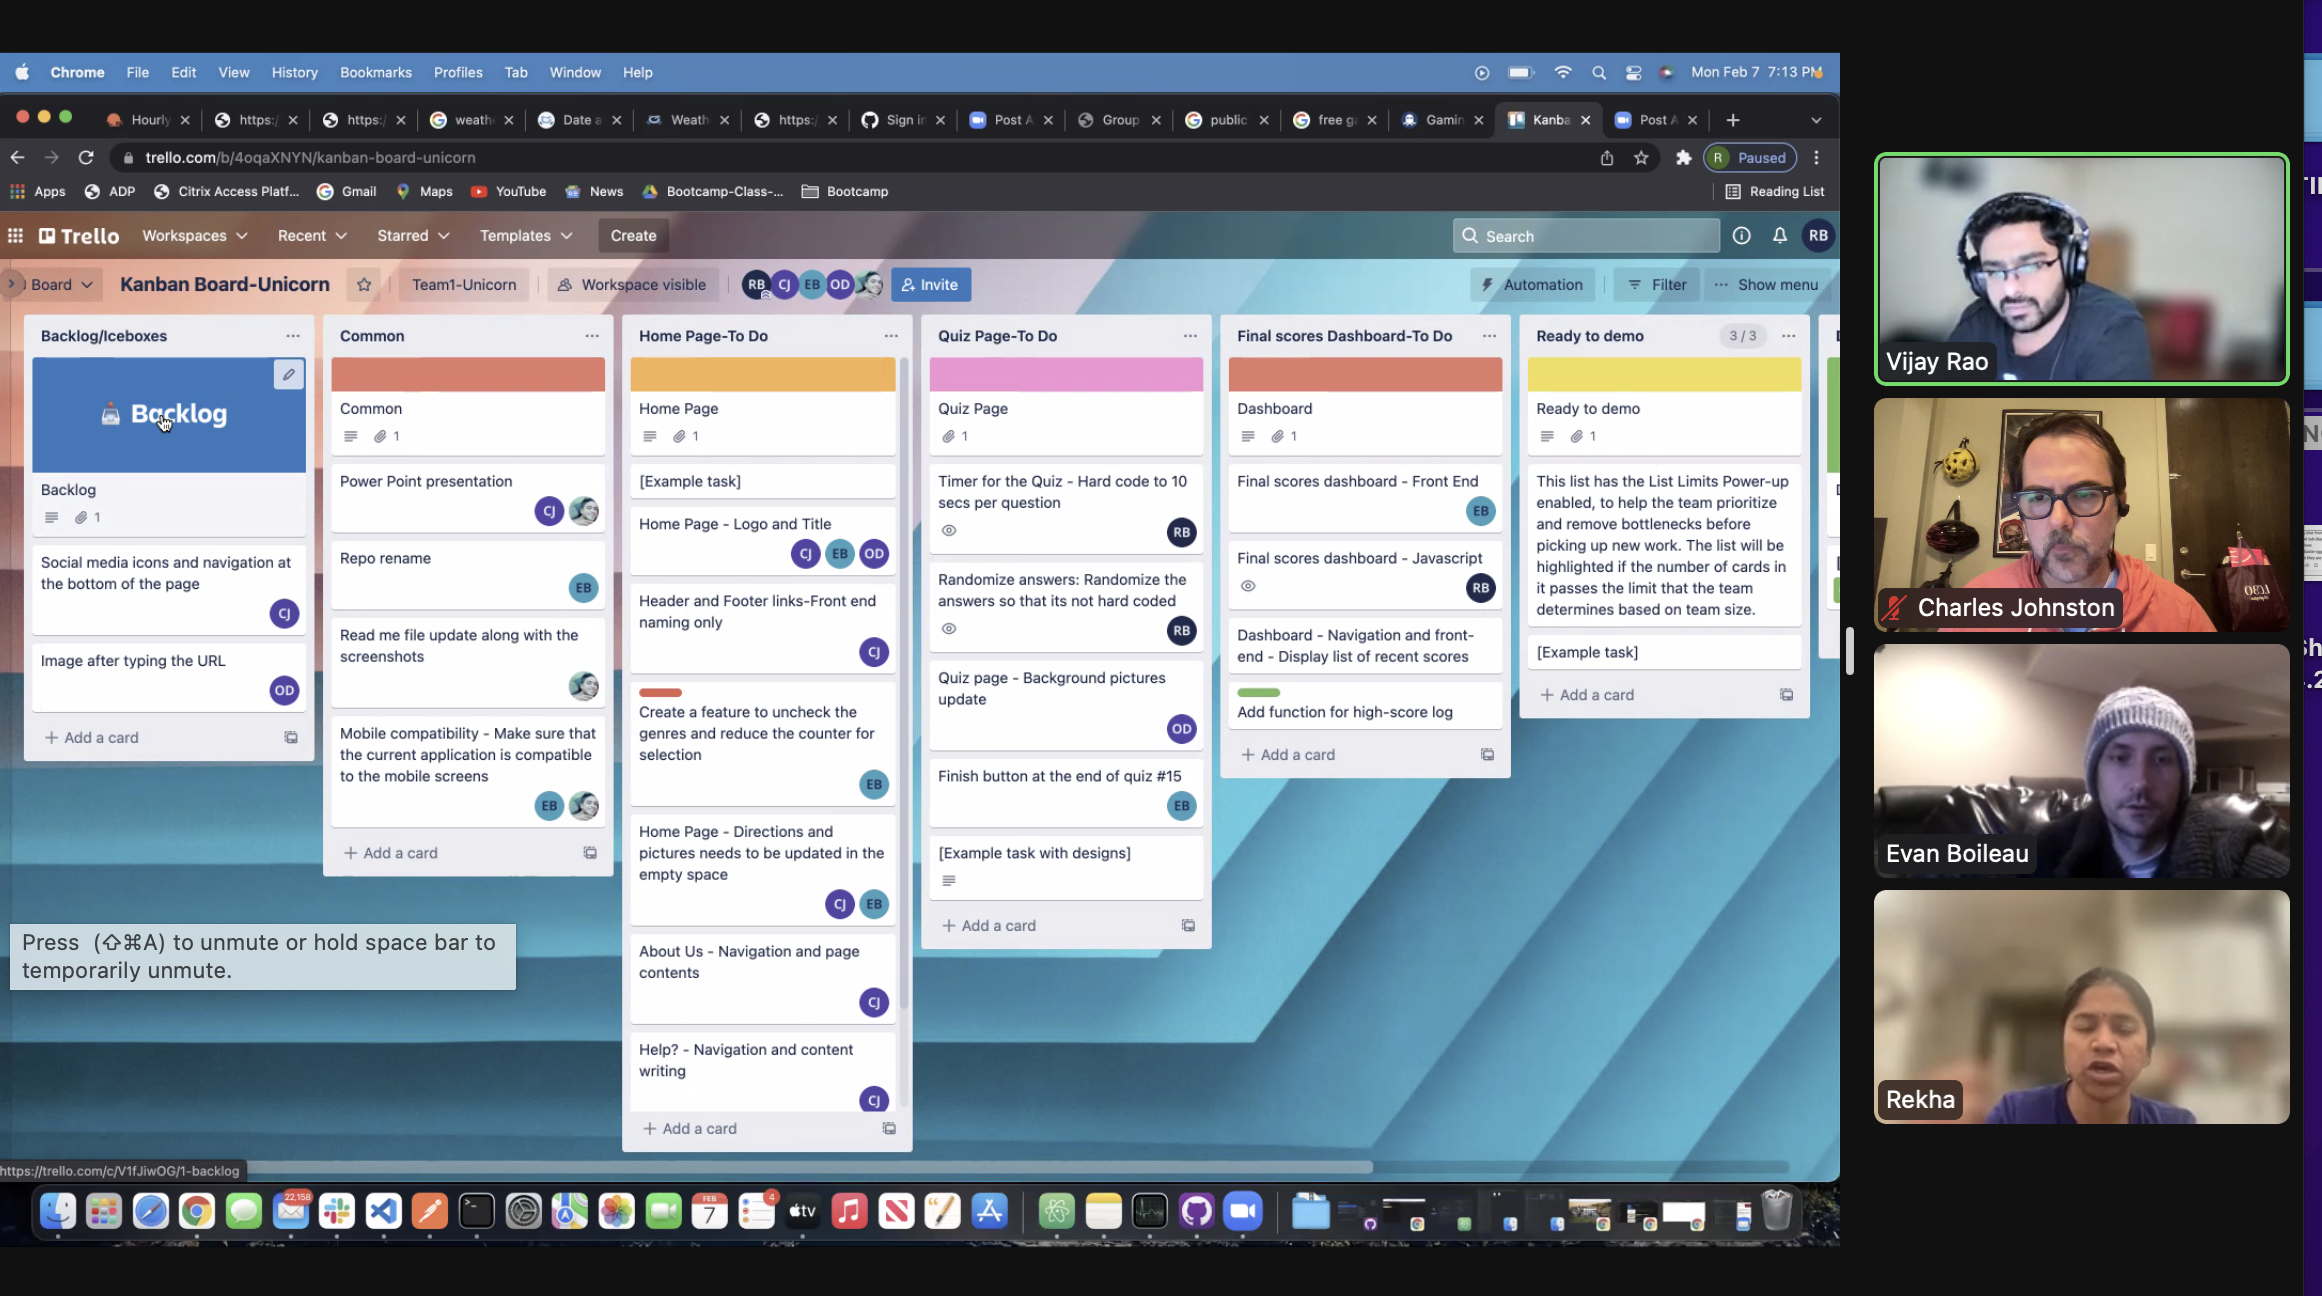 Chrome File Edit View History Bookmarks Profiles Tab Window Help
Mon Feb 7 7:13 PM
Hourly
https:/
https:/
weath
Date a
Weath
https:/
Sign in
Post A
Group
public
free ga
Gamin
Kanba
Post A
trello.com/b/4oqaXNYN/kanban-board-unicorn
R Paused
Apps ADP Citrix Access Platf... Gmail Maps YouTube News Bootcamp-Class-... Bootcamp Reading List
Trello Workspaces Recent Starred Templates Create Search RB
Board Kanban Board-Unicorn Team1-Unicorn Workspace visible RB CJ EB OD Invite Automation Filter Show menu
Backlog/Iceboxes
Backlog
Backlog
1
Social media icons and navigation at
the bottom of the page
CJ
Image after typing the URL
OD
+ Add a card
Common
Common
1
Power Point presentation
CJ
Repo rename
EB
Read me file update along with the
screenshots
Mobile compatibility - Make sure that
the current application is compatible
to the mobile screens
EB
+ Add a card
Home Page-To Do
Home Page
1
[Example task]
Home Page - Logo and Title
CJ EB OD
Header and Footer links-Front end
naming only
CJ
Create a feature to uncheck the
genres and reduce the counter for
selection
EB
Home Page - Directions and
pictures needs to be updated in the
empty space
CJ EB
About Us - Navigation and page
contents
CJ
Help? - Navigation and content
writing
CJ
+ Add a card
Quiz Page-To Do
Quiz Page
1
Timer for the Quiz - Hard code to 10
secs per question
RB
Randomize answers: Randomize the
answers so that its not hard coded
RB
Quiz page - Background pictures
update
OD
Finish button at the end of quiz #15
EB
[Example task with designs]
+ Add a card
Final scores Dashboard-To Do
Dashboard
1
Final scores dashboard - Front End
EB
Final scores dashboard - Javascript
RB
Dashboard - Navigation and front-
end - Display list of recent scores
Add function for high-score log
+ Add a card
Ready to demo 3 / 3
Ready to demo
1
This list has the List Limits Power-up
enabled, to help the team prioritize
and remove bottlenecks before
picking up new work. The list will be
highlighted if the number of cards in
it passes the limit that the team
determines based on team size.
[Example task]
+ Add a card
Press (⇧⌘A) to unmute or hold space bar to
temporarily unmute.
https://trello.com/c/V1fJiwOG/1-backlog
22,158
FEB
7
4
tv
Vijay Rao
Charles Johnston
Evan Boileau
Rekha